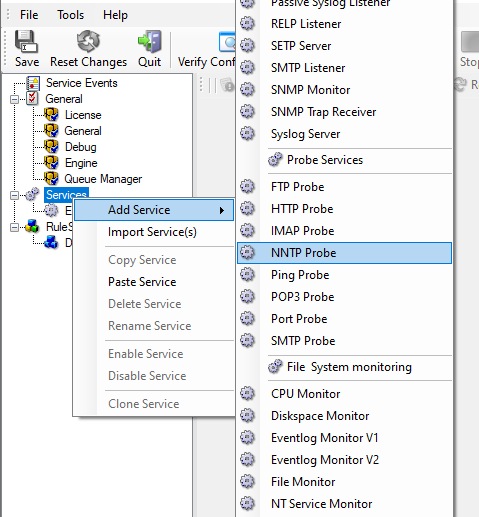 File Tools Help
Save Reset Changes Quit Verify Conf
Service Events
General
License
General
Debug
Engine
Queue Manager
Services
E
RuleS
D
Add Service
Import Service(s)
Copy Service
Paste Service
Delete Service
Rename Service
Enable Service
Disable Service
Clone Service
Passive Syslog Listener
RELP Listener
SETP Server
SMTP Listener
SNMP Monitor
SNMP Trap Receiver
Syslog Server
Probe Services
FTP Probe
HTTP Probe
IMAP Probe
NNTP Probe
Ping Probe
POP3 Probe
Port Probe
SMTP Probe
File System monitoring
CPU Monitor
Diskspace Monitor
Eventlog Monitor V1
Eventlog Monitor V2
File Monitor
NT Service Monitor
Stop
R